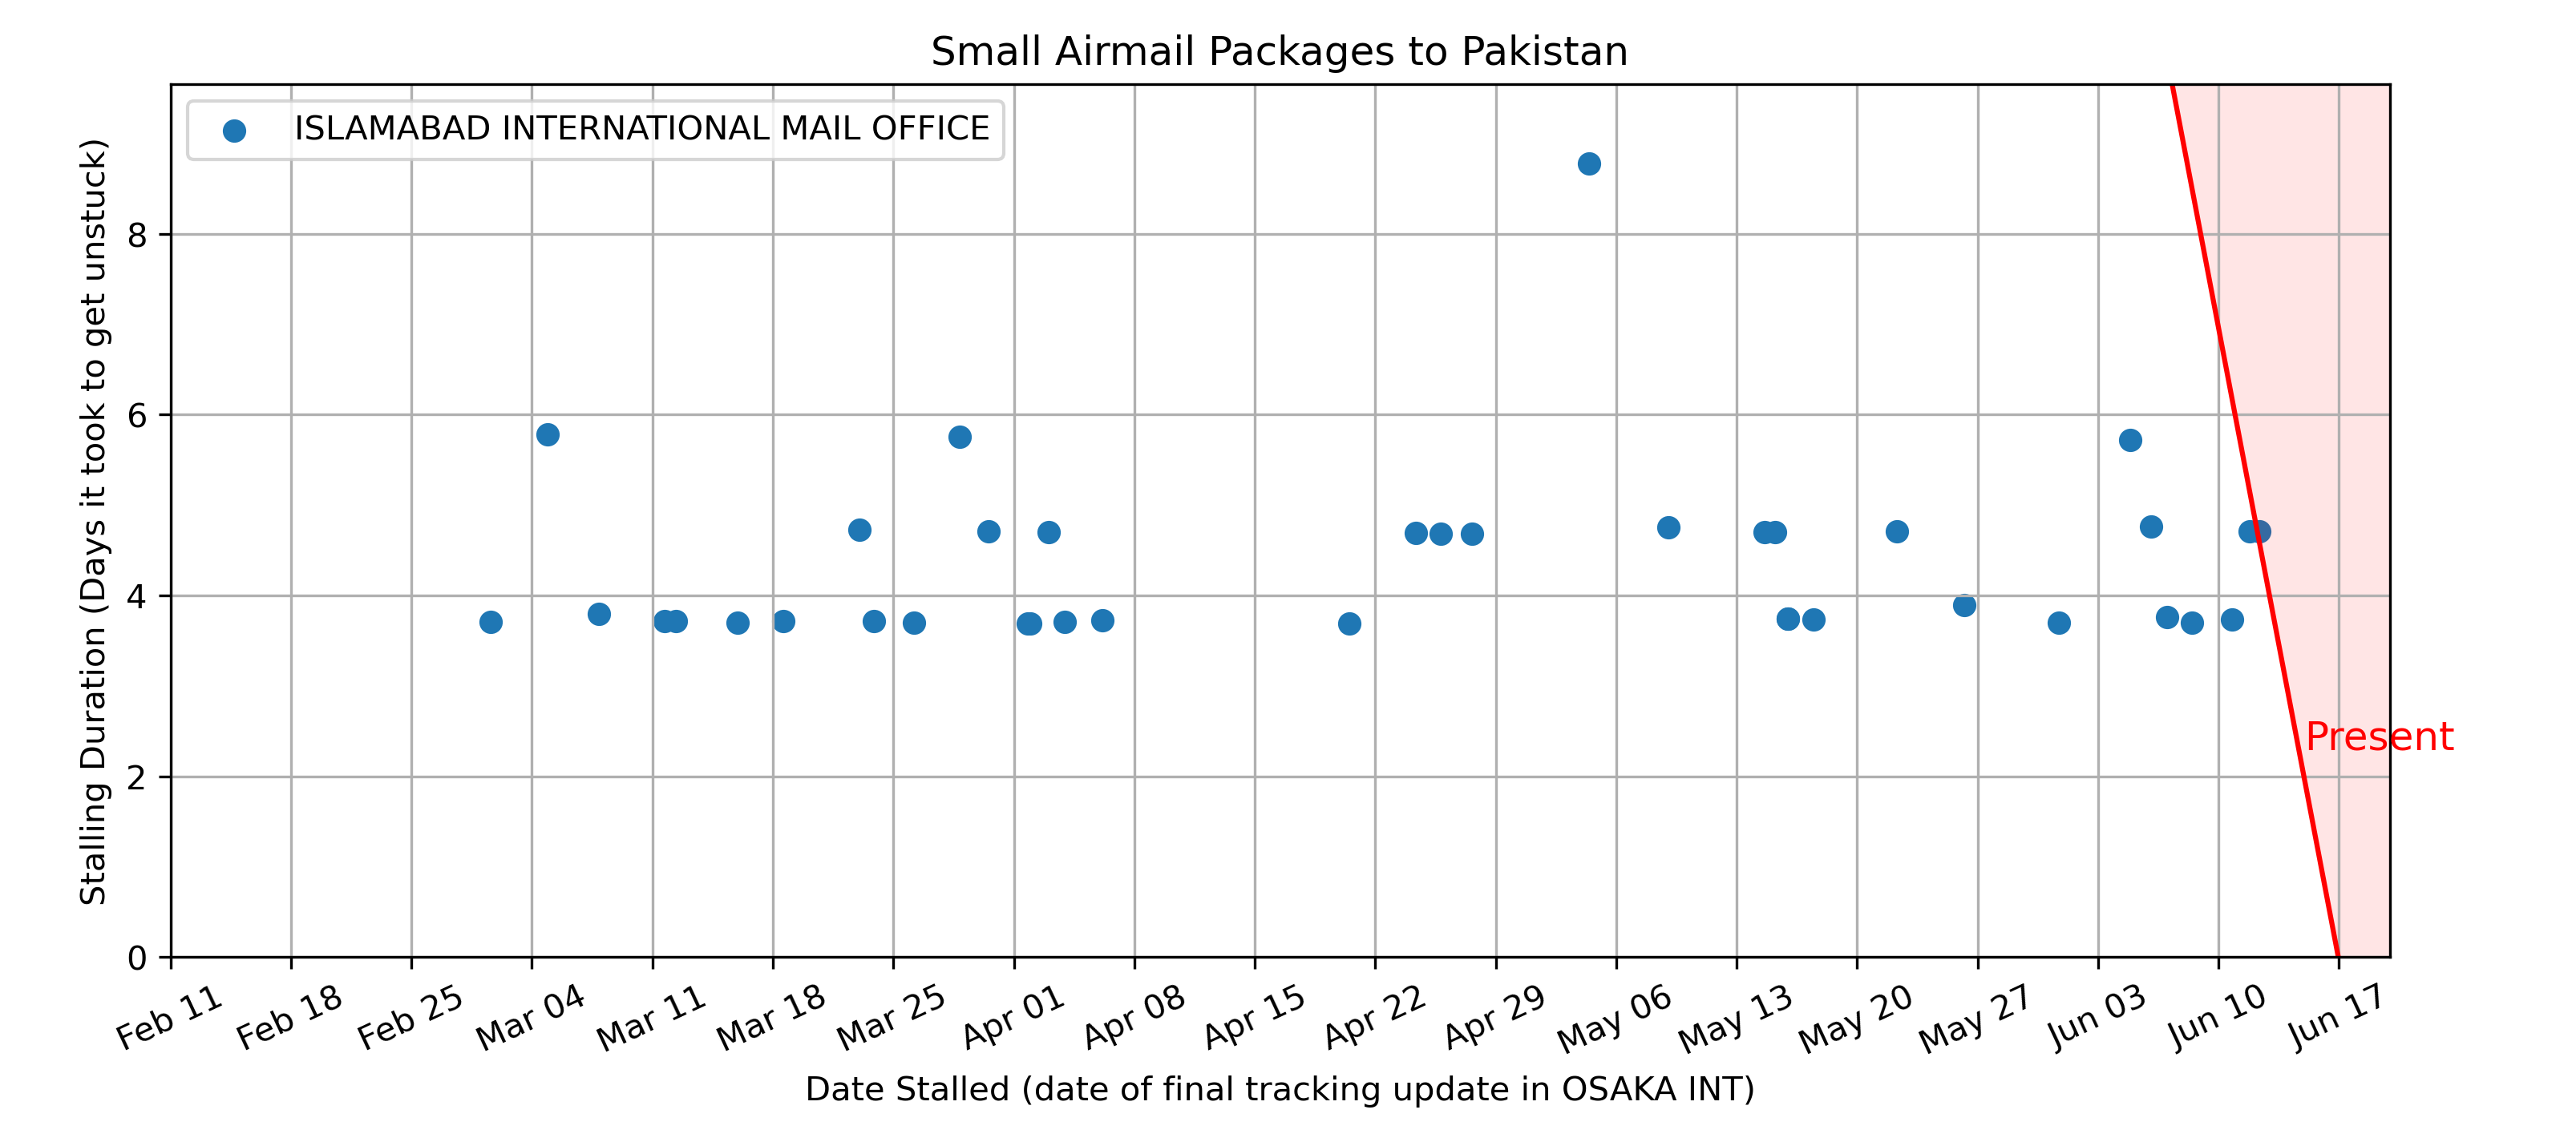 Small Airmail Packages to Pakistan
ISLAMABAD INTERNATIONAL MAIL OFFICE
Stalling Duration (Days it took to get unstuck)
8
6
4
2
0
Present
Feb 11
Feb 18
Feb 25
Mar 04
Mar 11
Mar 18
Mar 25
Apr 01
Apr 08
Apr 15
Apr 22
Apr 29
May 06
May 13
May 20
May 27
Jun 03
Jun 10
Jun 17
Date Stalled (date of final tracking update in OSAKA INT)